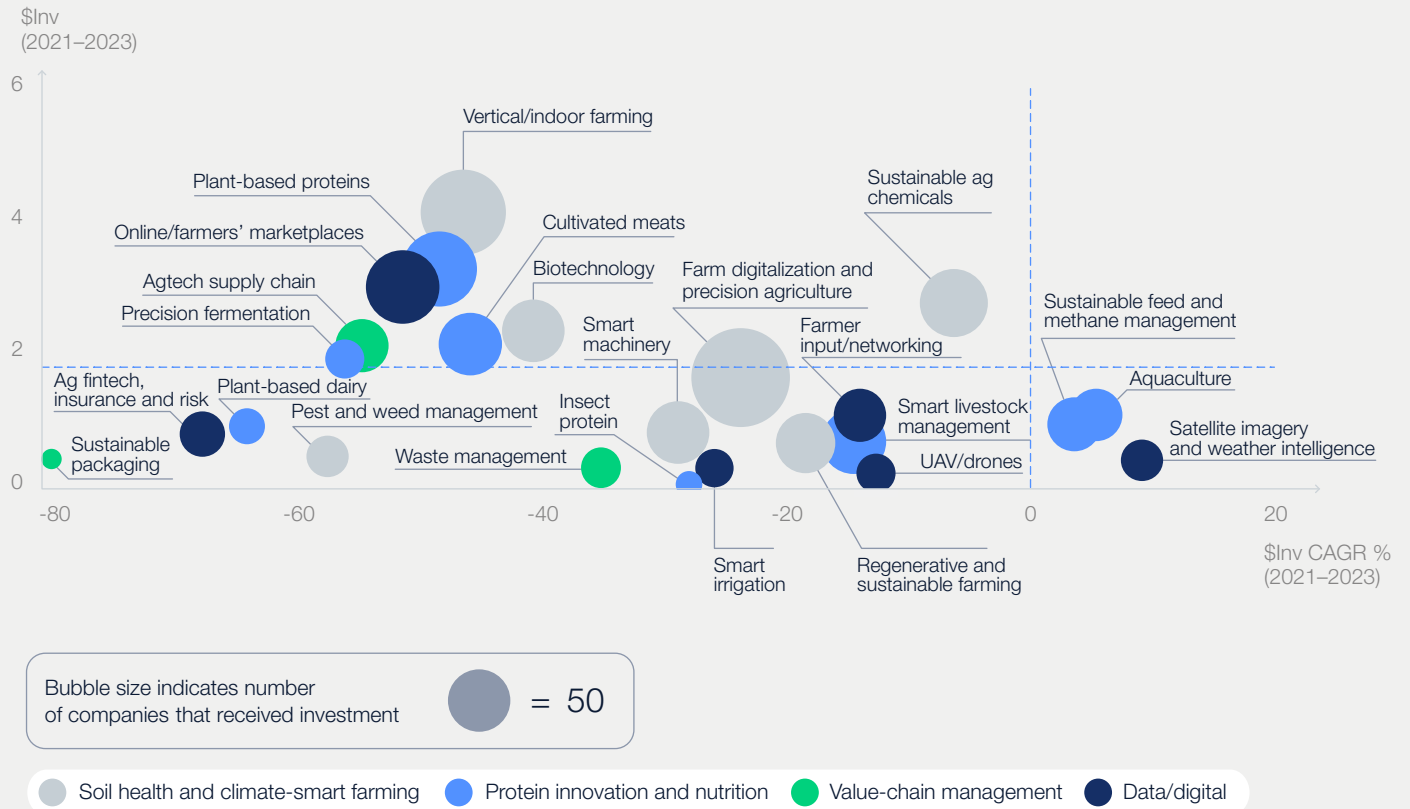 $Inv
(2021–2023)
6
4
2
0
Vertical/indoor farming
Plant-based proteins
Online/farmers’ marketplaces
Agtech supply chain
Precision fermentation
Cultivated meats
Biotechnology
Sustainable ag
chemicals
Farm digitalization and
precision agriculture
Smart
machinery
Farmer
input/networking
Sustainable feed and
methane management
Aquaculture
Ag fintech,
insurance and risk
Plant-based dairy
Pest and weed management
Insect
protein
Smart livestock
management
Satellite imagery
and weather intelligence
Sustainable
packaging
Waste management
UAV/drones
-80
-60
-40
-20
0
20
$Inv CAGR %
(2021–2023)
Smart
irrigation
Regenerative and
sustainable farming
Bubble size indicates number
of companies that received investment
= 50
Soil health and climate-smart farming
Protein innovation and nutrition
Value-chain management
Data/digital